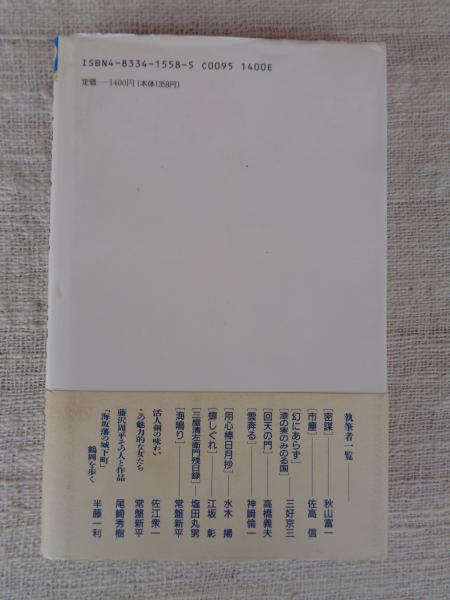 ISBN4-8334-1558-5 C0095 1400E
定価―1400円(本体1359円)
執筆者一覧
[密謀] 秋山富一
[市塵] 佐高信
[幻にあらず]
[漆の実のみのる国] 三好京三
[回天の門] 高橋義夫
[雲奔る] 神崎倫一
[用心棒日月抄] 水木楊
[蟬しぐれ] 江坂彰
[三屋清左衛門残日録] 塩田丸男
[海鳴り] 常盤新平
活人剣の味わい 佐江衆一
この魅力的な女たち 常盤新平
藤沢周平その人と作品 尾崎秀樹
「海坂藩の城下町」
鶴岡を歩く 半藤一利